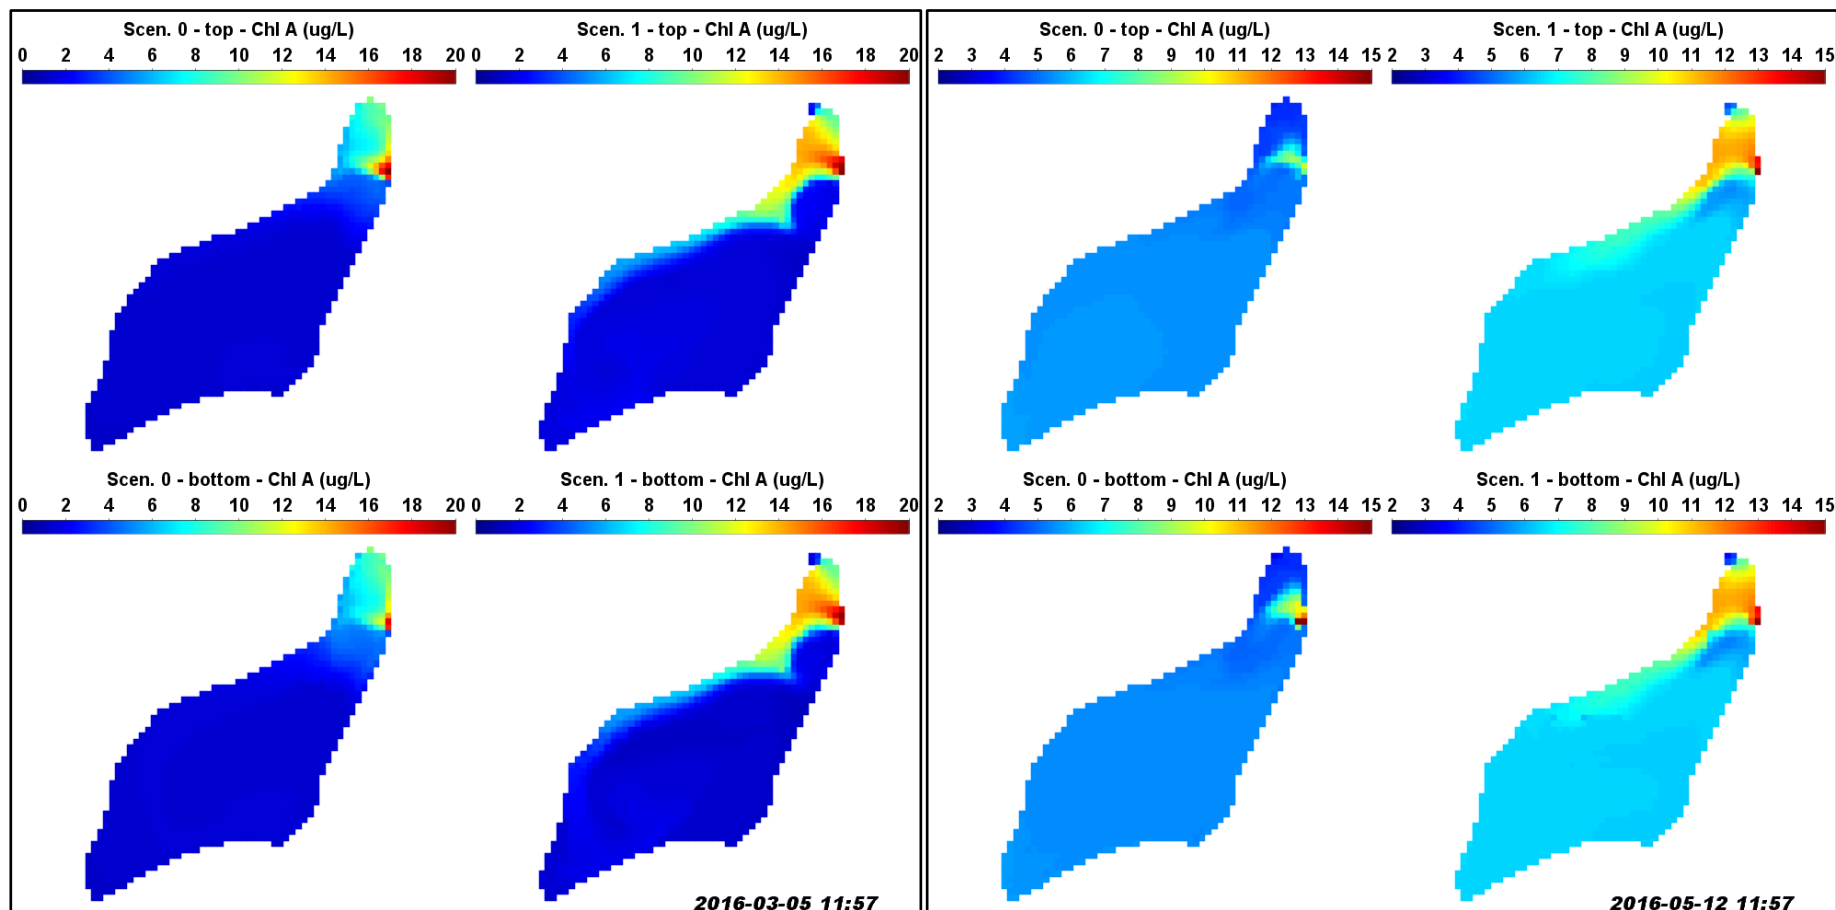 Scen. 0 - top - Chl A (ug/L)
0 2 4 6 8 10 12 14 16 18 20
Scen. 1 - top - Chl A (ug/L)
0 2 4 6 8 10 12 14 16 18 20
Scen. 0 - bottom - Chl A (ug/L)
0 2 4 6 8 10 12 14 16 18 20
Scen. 1 - bottom - Chl A (ug/L)
0 2 4 6 8 10 12 14 16 18 20
2016-03-05 11:57
Scen. 0 - top - Chl A (ug/L)
2 3 4 5 6 7 8 9 10 11 12 13 15
Scen. 1 - top - Chl A (ug/L)
2 3 4 5 6 7 8 9 10 11 12 13 15
Scen. 0 - bottom - Chl A (ug/L)
2 3 4 5 6 7 8 9 10 11 12 13 15
Scen. 1 - bottom - Chl A (ug/L)
2 3 4 5 6 7 8 9 10 11 12 13 15
2016-05-12 11:57